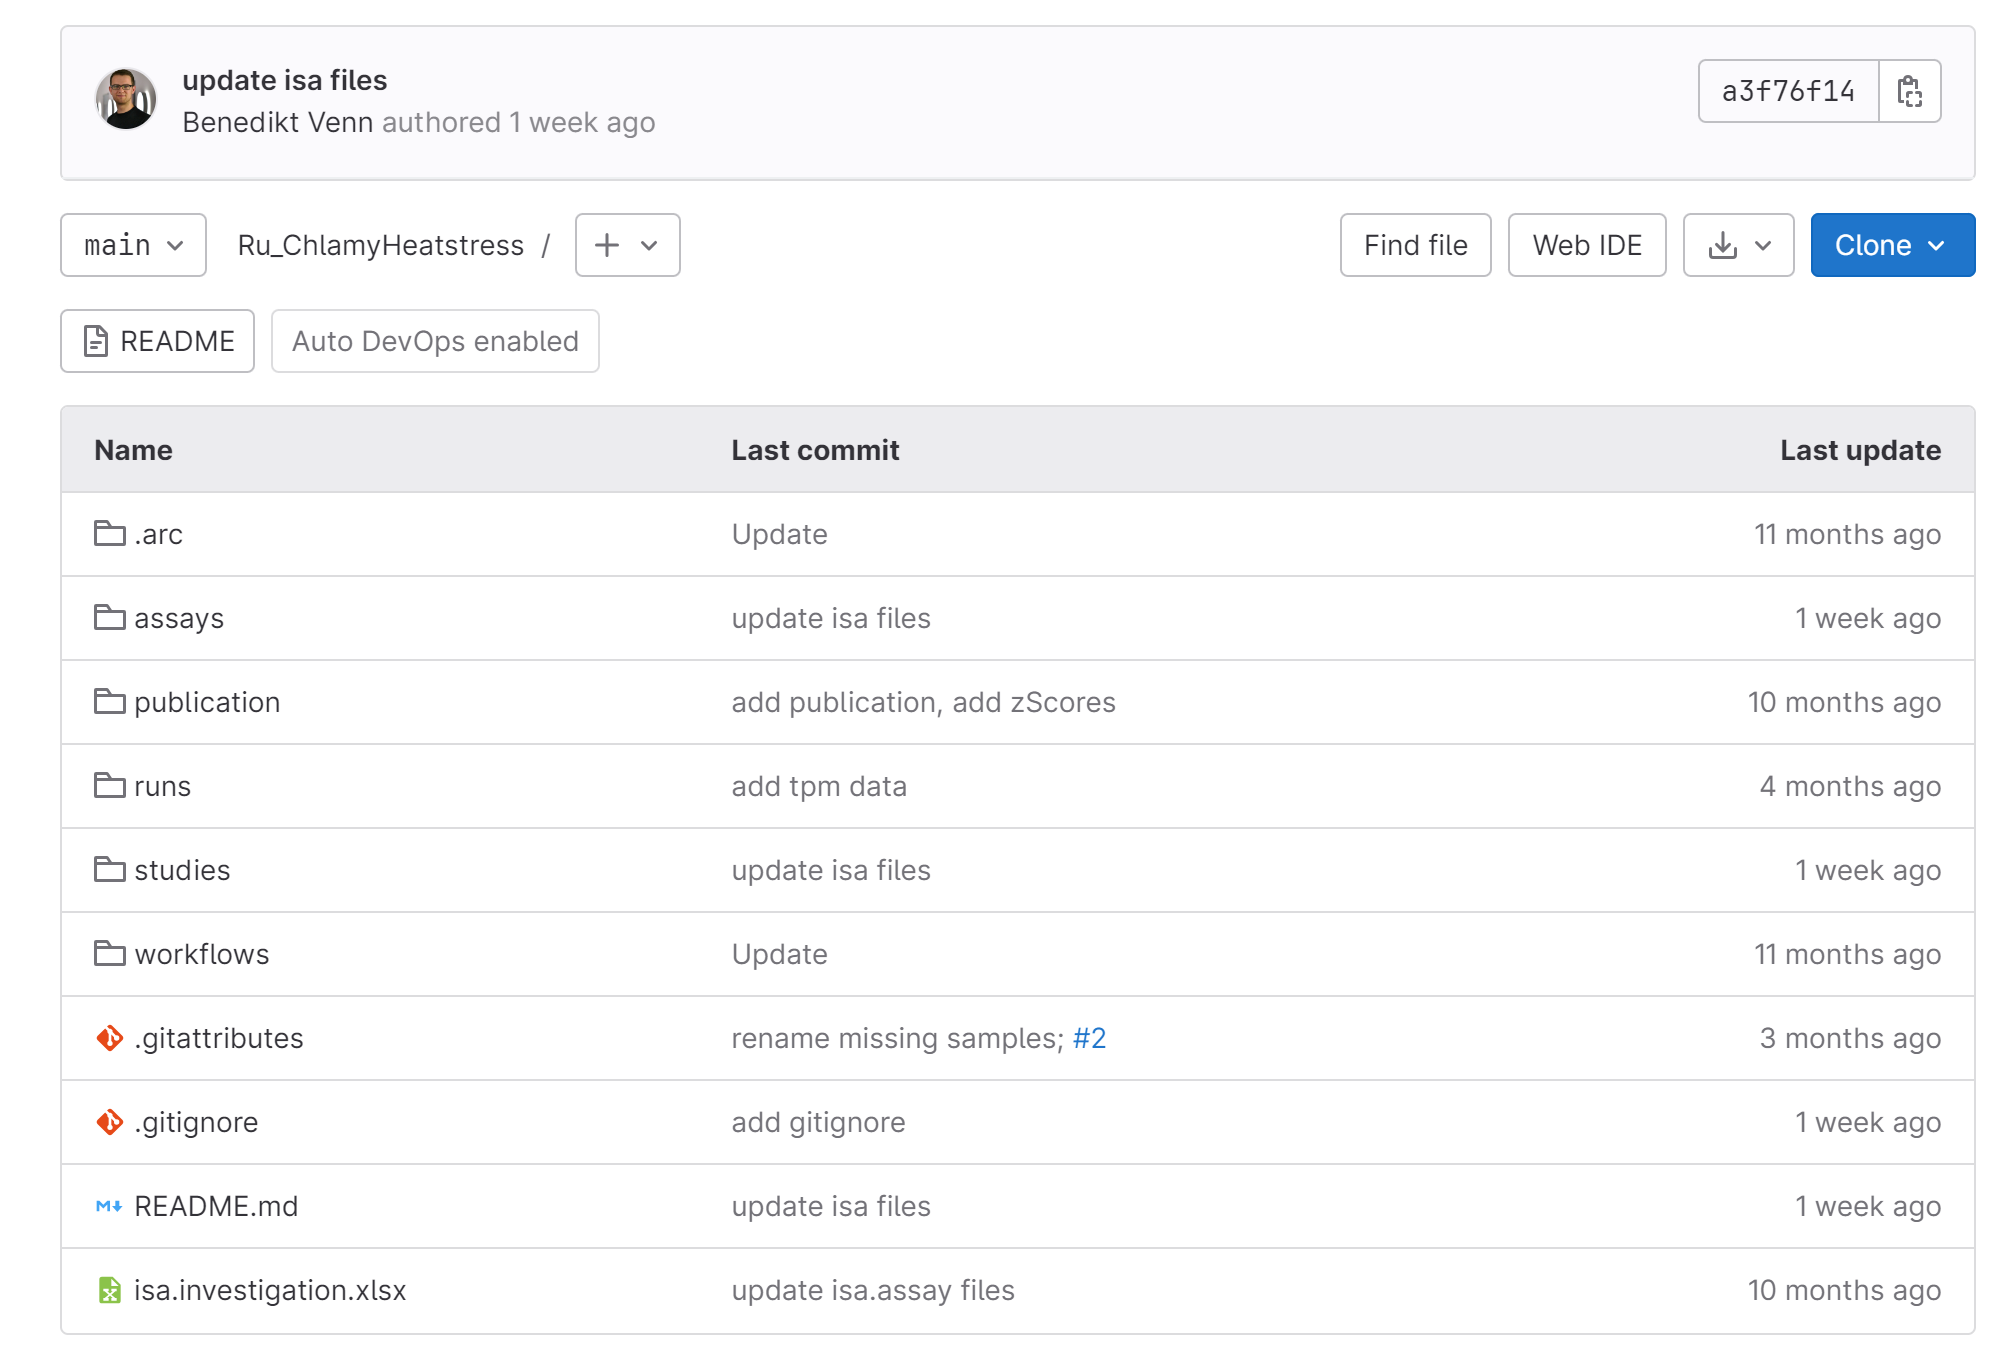 update isa files
Benedikt Venn authored 1 week ago
a3f76f14
main Ru_ChlamyHeatstress / + Find file Web IDE Clone
README Auto DevOps enabled
Name Last commit Last update
.arc Update 11 months ago
assays update isa files 1 week ago
publication add publication, add zScores 10 months ago
runs add tpm data 4 months ago
studies update isa files 1 week ago
workflows Update 11 months ago
.gitattributes rename missing samples; #2 3 months ago
.gitignore add gitignore 1 week ago
README.md update isa files 1 week ago
isa.investigation.xlsx update isa.assay files 10 months ago